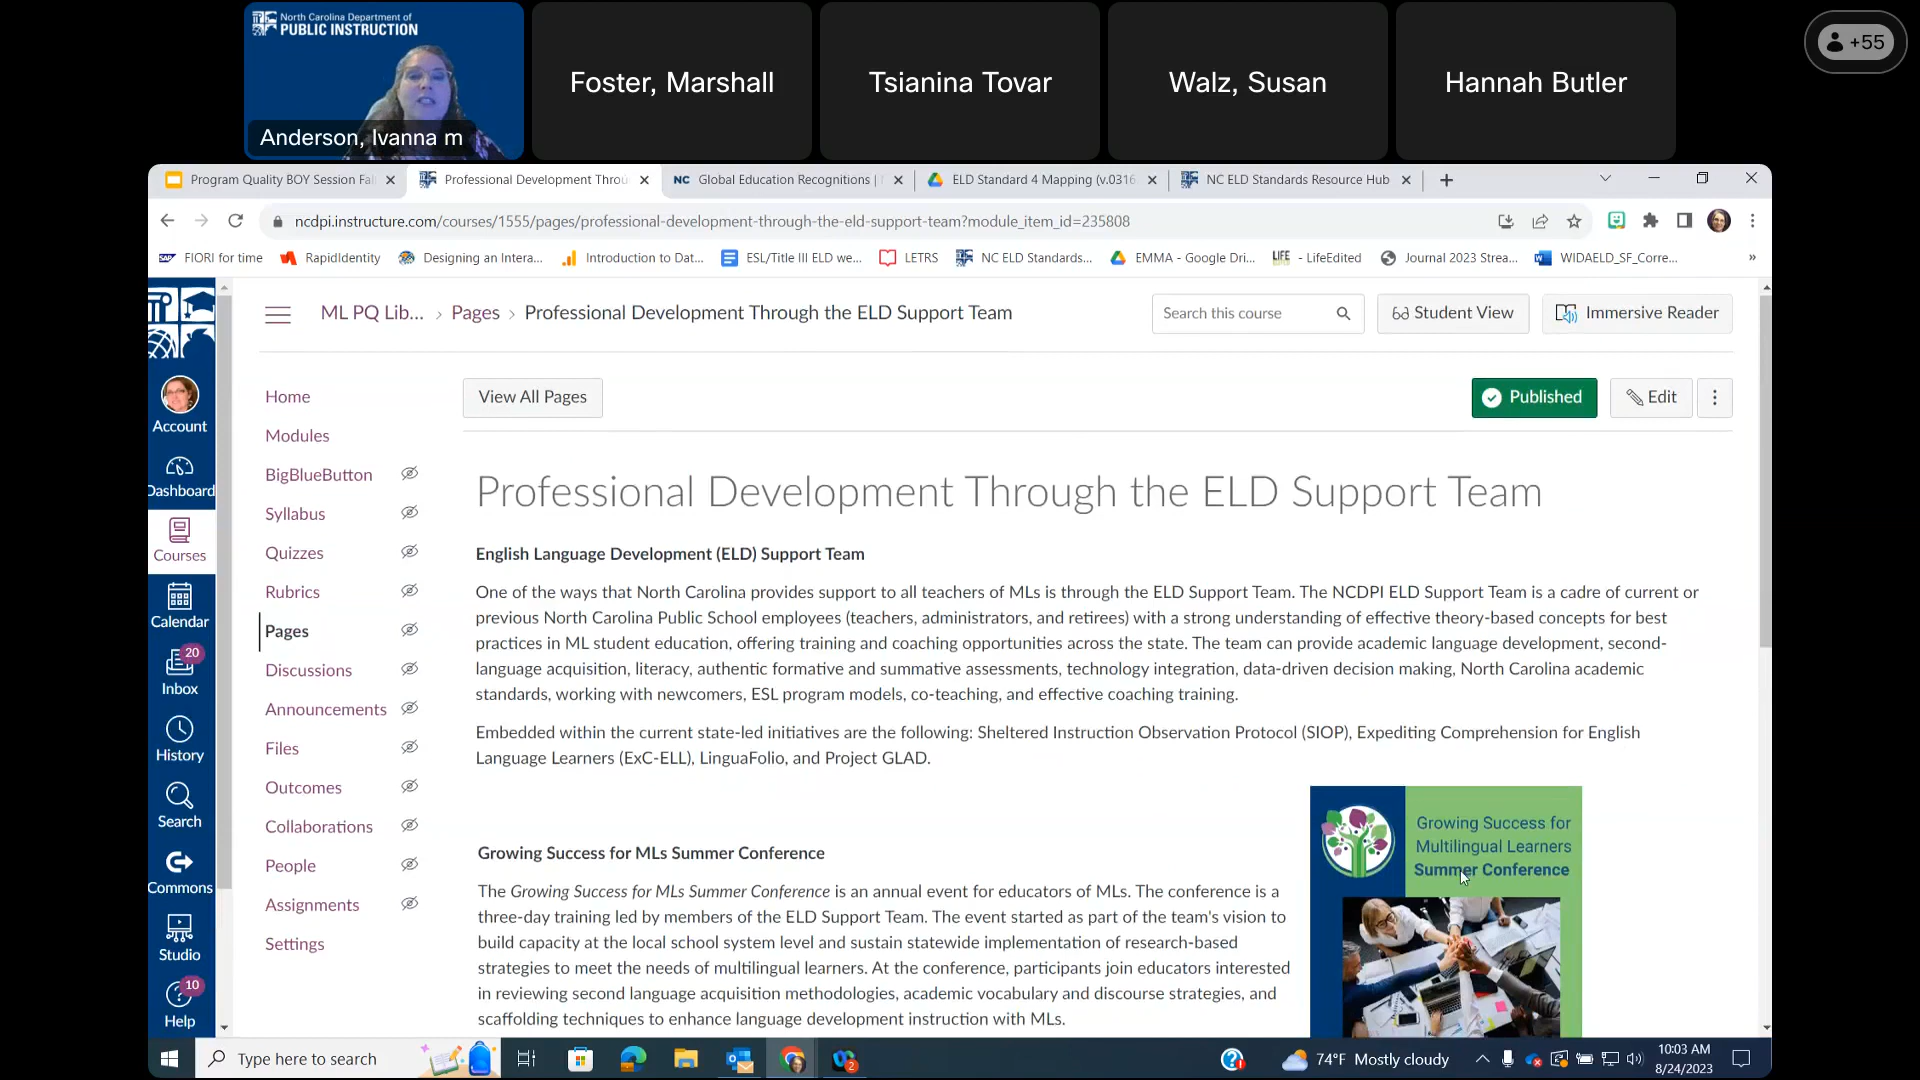 North Carolina Department of
PUBLIC INSTRUCTION
Anderson, Ivanna m
Foster, Marshall
Tsianina Tovar
Walz, Susan
Hannah Butler
+55
Program Quality BOY Session Fal
Professional Development Throu
NC Global Education Recognitions |
ELD Standard 4 Mapping (v.0316
NC ELD Standards Resource Hub
ncdpi.instructure.com/courses/1555/pages/professional-development-through-the-eld-support-team?module_item_id=235808
SAP FIORI for time
RapidIdentity
Designing an Intera...
Introduction to Dat...
ESL/Title III ELD we...
LETRS
NC ELD Standards...
EMMA - Google Dri...
LIFE - LifeEdited
Journal 2023 Strea...
WIDAELD_SF_Corre...
»
ML PQ Lib... › Pages › Professional Development Through the ELD Support Team
Search this course
Student View
Immersive Reader
Account
Dashboard
Courses
Calendar
20
Inbox
History
Search
Commons
Studio
10
Help
Home
Modules
BigBlueButton
Syllabus
Quizzes
Rubrics
Pages
Discussions
Announcements
Files
Outcomes
Collaborations
People
Assignments
Settings
View All Pages
Published
Edit
Professional Development Through the ELD Support Team
English Language Development (ELD) Support Team
One of the ways that North Carolina provides support to all teachers of MLs is through the ELD Support Team. The NCDPI ELD Support Team is a cadre of current or
previous North Carolina Public School employees (teachers, administrators, and retirees) with a strong understanding of effective theory-based concepts for best
practices in ML student education, offering training and coaching opportunities across the state. The team can provide academic language development, second-
language acquisition, literacy, authentic formative and summative assessments, technology integration, data-driven decision making, North Carolina academic
standards, working with newcomers, ESL program models, co-teaching, and effective coaching training.
Embedded within the current state-led initiatives are the following: Sheltered Instruction Observation Protocol (SIOP), Expediting Comprehension for English
Language Learners (ExC-ELL), LinguaFolio, and Project GLAD.
Growing Success for MLs Summer Conference
The Growing Success for MLs Summer Conference is an annual event for educators of MLs. The conference is a
three-day training led by members of the ELD Support Team. The event started as part of the team's vision to
build capacity at the local school system level and sustain statewide implementation of research-based
strategies to meet the needs of multilingual learners. At the conference, participants join educators interested
in reviewing second language acquisition methodologies, academic vocabulary and discourse strategies, and
scaffolding techniques to enhance language development instruction with MLs.
Growing Success for
Multilingual Learners
Summer Conference
Type here to search
2
74°F Mostly cloudy
10:03 AM
8/24/2023